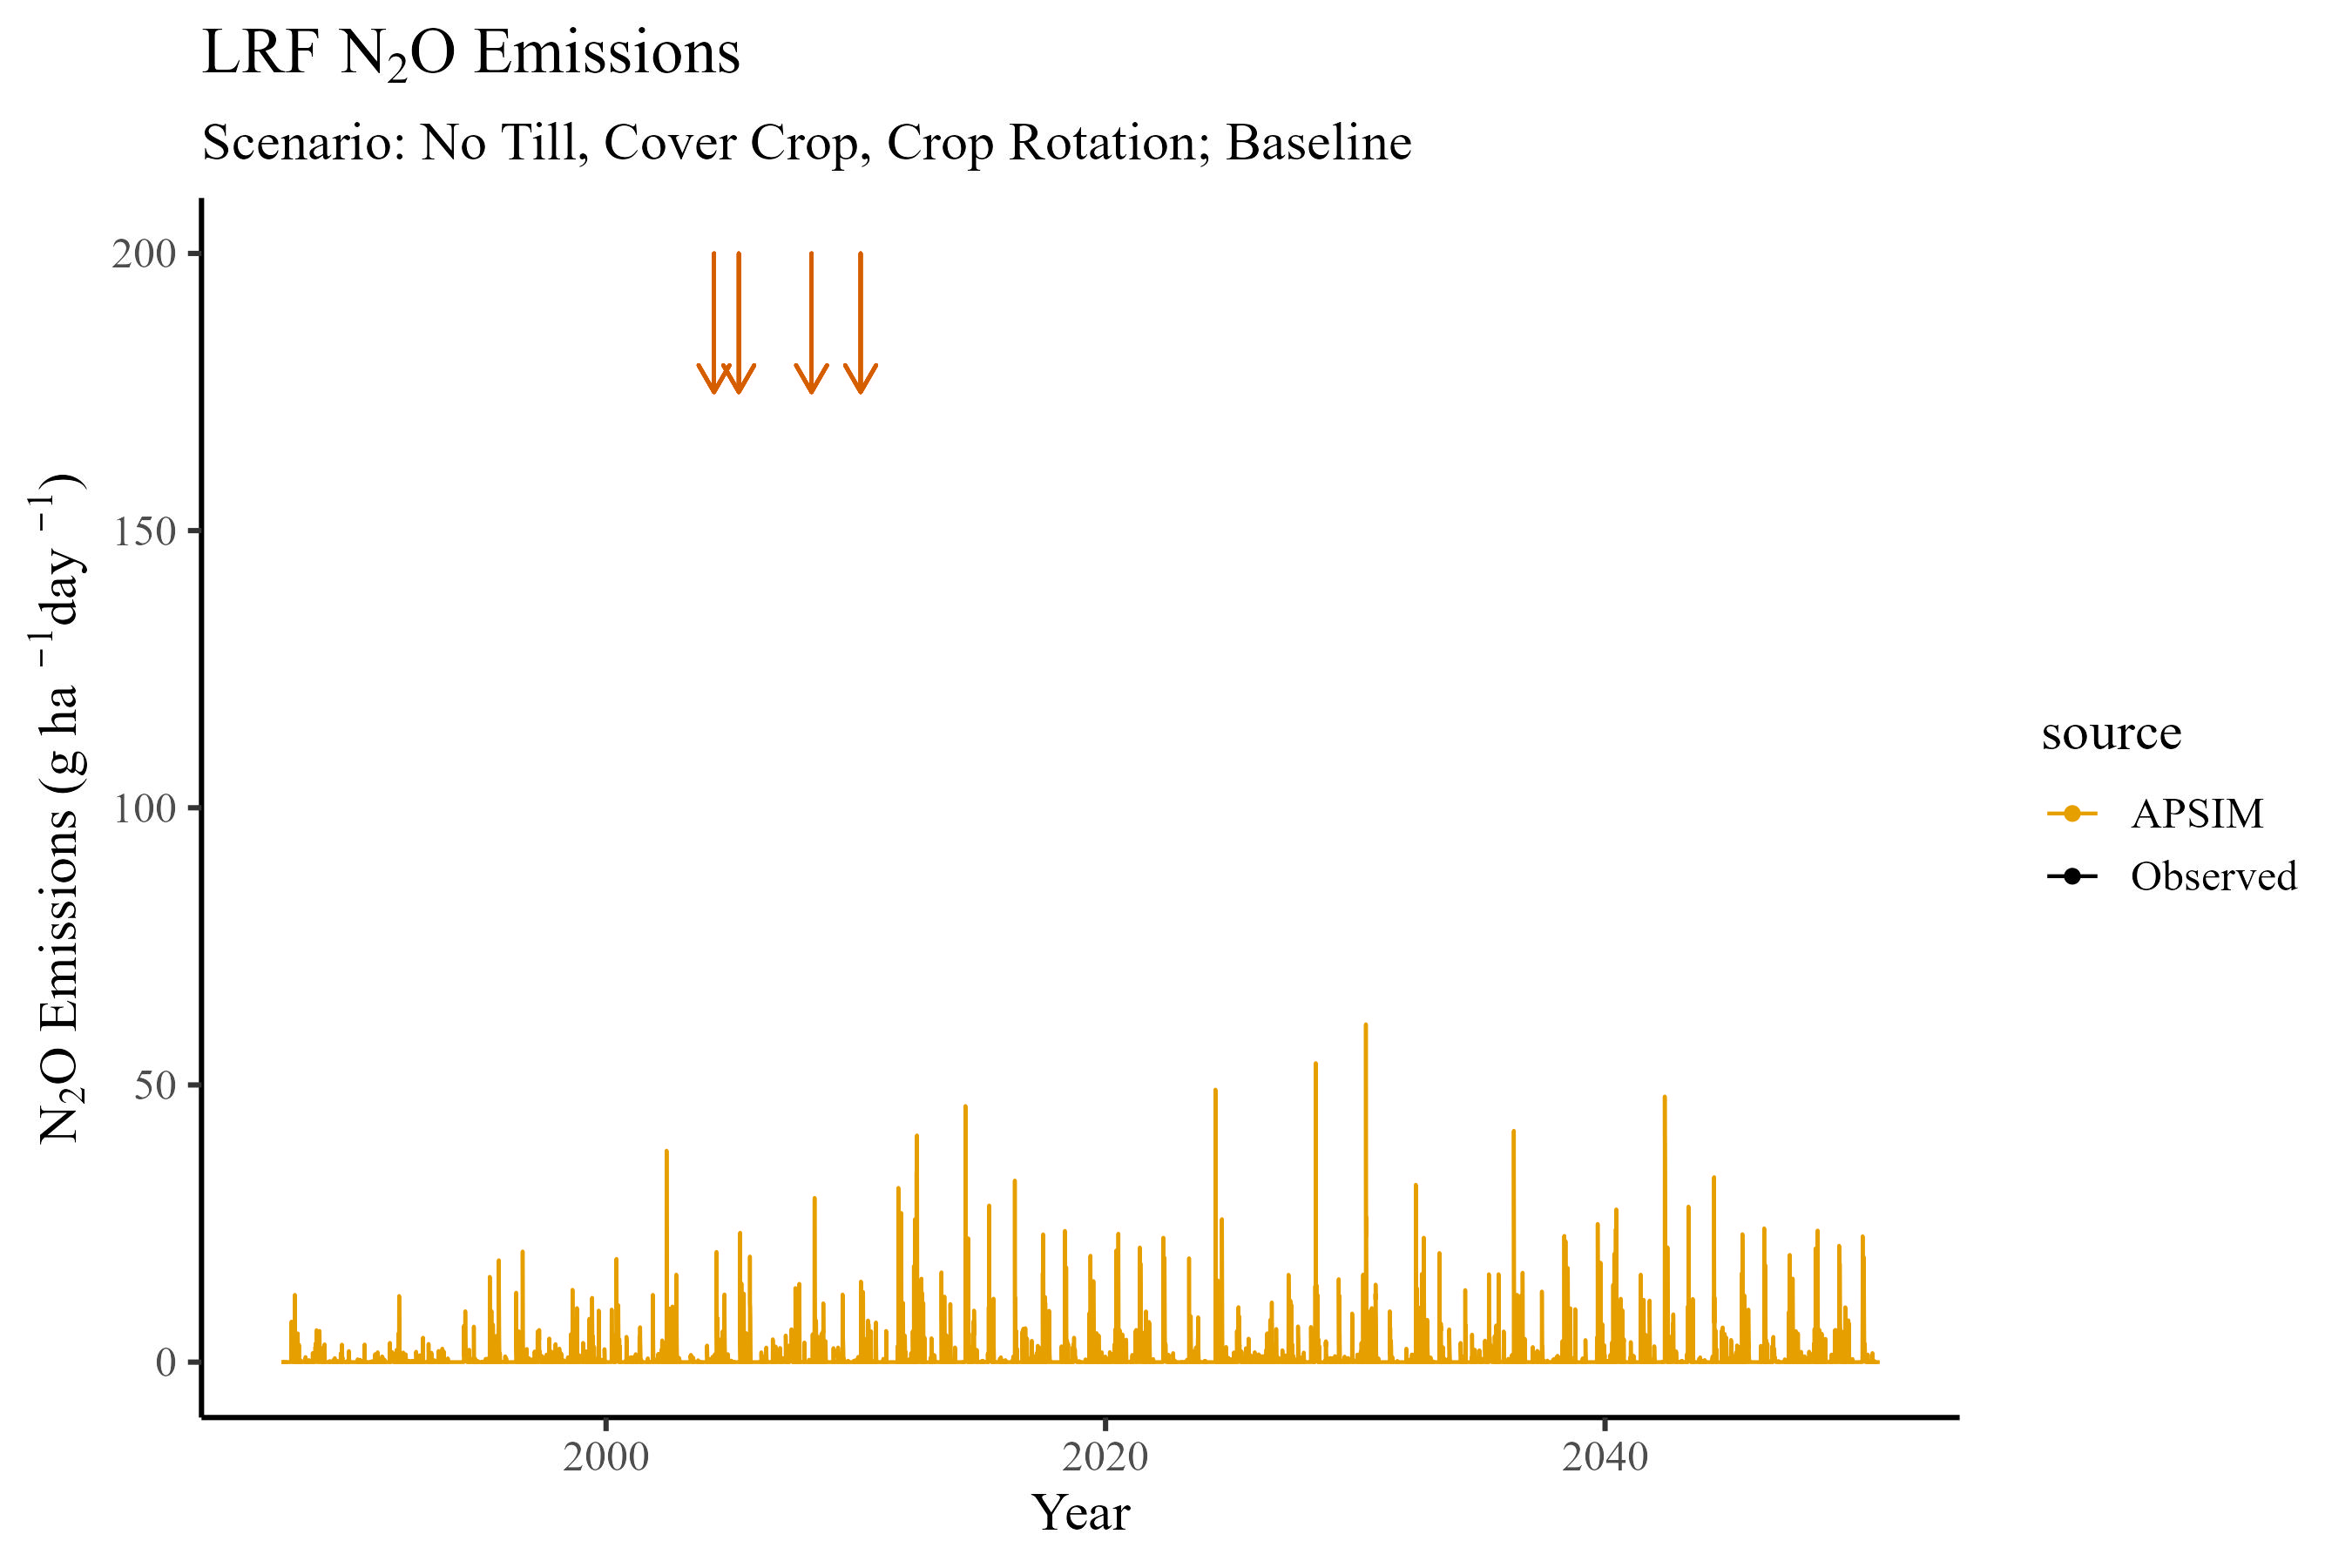 LRF N₂O Emissions
Scenario: No Till, Cover Crop, Crop Rotation; Baseline
N₂O Emissions (g ha ⁻¹day ⁻¹)
200
150
100
50
0
2000
2020
2040
Year
source
APSIM
Observed